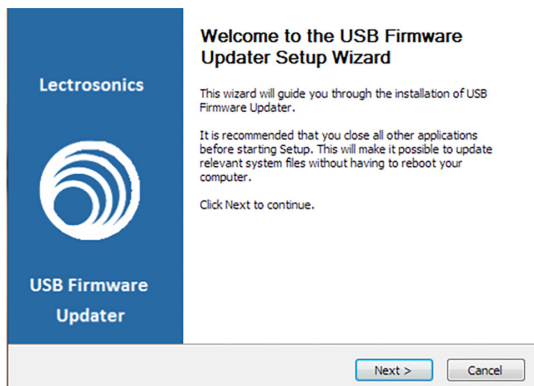 Lectrosonics
USB Firmware
Updater
Welcome to the USB Firmware
Updater Setup Wizard
This wizard will guide you through the installation of USB
Firmware Updater.
It is recommended that you close all other applications
before starting Setup. This will make it possible to update
relevant system files without having to reboot your
computer.
Click Next to continue.
Next >
Cancel